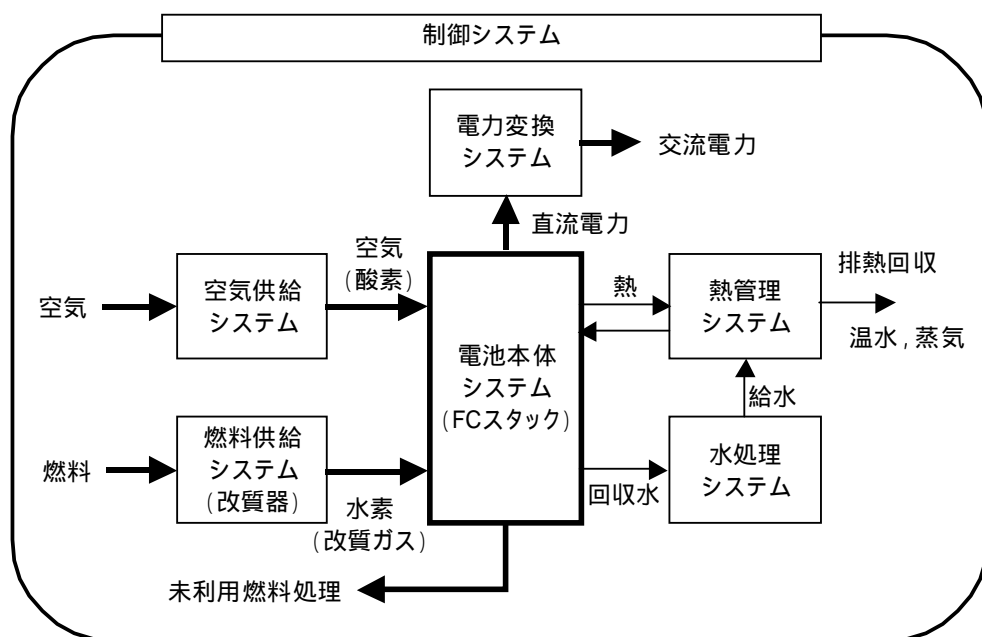 制御システム
電力変換
システム
交流電力
直流電力
空気
(酸素)
空気
空気供給
システム
熱
熱管理
システム
排熱回収
温水,蒸気
電池本体
システム
(FCスタック)
給水
燃料
燃料供給
システム
(改質器)
水素
(改質ガス)
回収水
水処理
システム
未利用燃料処理